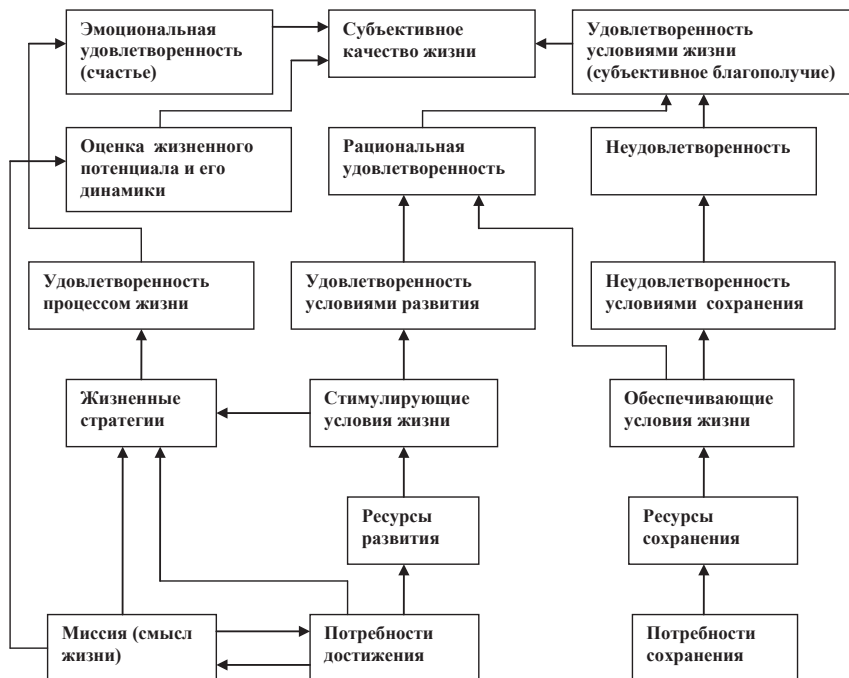 Эмоциональная
удовлетворенность
(счастье)
Субъективное
качество жизни
Удовлетворенность
условиями жизни
(субъективное благополучие)
Оценка жизненного
потенциала и его
динамики
Рациональная
удовлетворенность
Неудовлетворенность
Удовлетворенность
процессом жизни
Удовлетворенность
условиями развития
Неудовлетворенность
условиями сохранения
Жизненные
стратегии
Стимулирующие
условия жизни
Обеспечивающие
условия жизни
Ресурсы
развития
Ресурсы
сохранения
Миссия (смысл
жизни)
Потребности
достижения
Потребности
сохранения